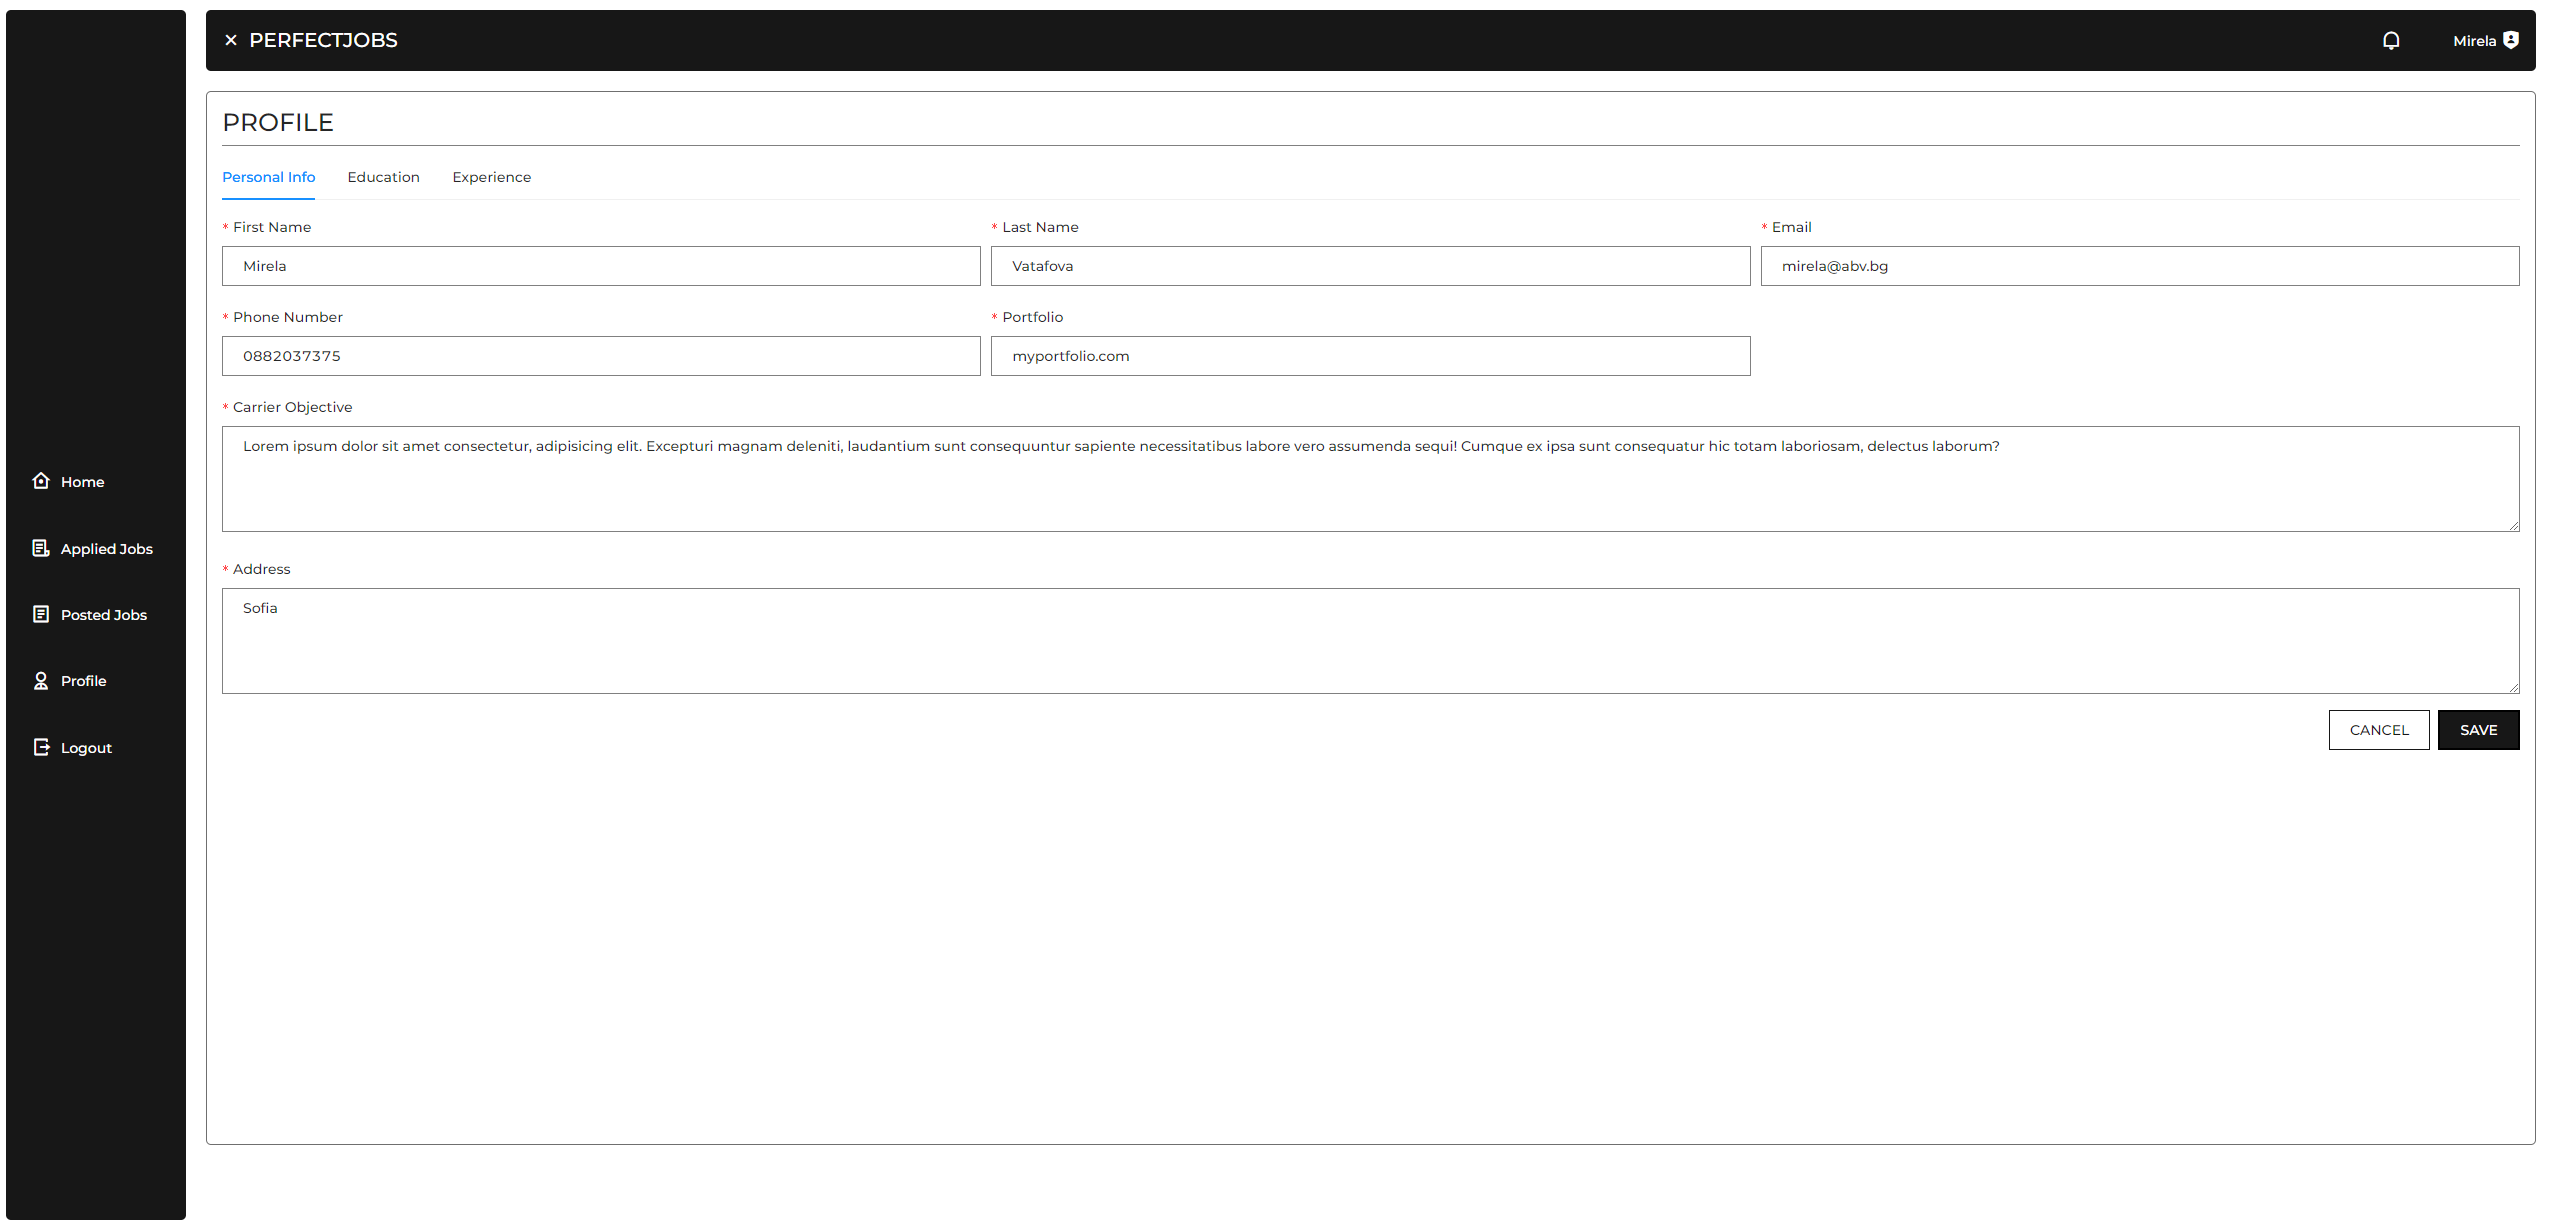 PERFECTJOBS
Mirela
PROFILE
Personal Info Education Experience
* First Name * Last Name * Email
Mirela Vatafova mirela@abv.bg
* Phone Number * Portfolio
0882037375 myportfolio.com
* Carrier Objective
Lorem ipsum dolor sit amet consectetur, adipisicing elit. Excepturi magnam deleniti, laudantium sunt consequuntur sapiente necessitatibus labore vero assumenda sequi! Cumque ex ipsa sunt consequatur hic totam laboriosam, delectus laborum?
* Address
Sofia
CANCEL SAVE
Home
Applied Jobs
Posted Jobs
Profile
Logout